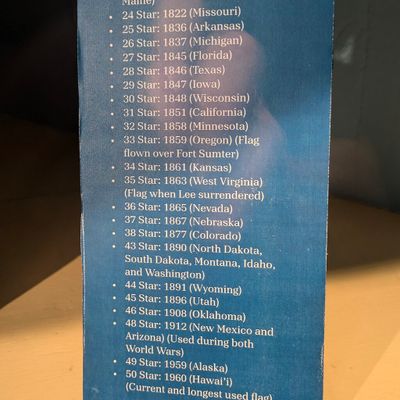 Maine)
• 24 Star: 1822 (Missouri)
• 25 Star: 1836 (Arkansas)
• 26 Star: 1837 (Michigan)
• 27 Star: 1845 (Florida)
• 28 Star: 1846 (Texas)
• 29 Star: 1847 (Iowa)
• 30 Star: 1848 (Wisconsin)
• 31 Star: 1851 (California)
• 32 Star: 1858 (Minnesota)
• 33 Star: 1859 (Oregon) (Flag
flown over Fort Sumter)
• 34 Star: 1861 (Kansas)
• 35 Star: 1863 (West Virginia)
(Flag when Lee surrendered)
• 36 Star: 1865 (Nevada)
• 37 Star: 1867 (Nebraska)
• 38 Star: 1877 (Colorado)
• 43 Star: 1890 (North Dakota,
South Dakota, Montana, Idaho,
and Washington)
• 44 Star: 1891 (Wyoming)
• 45 Star: 1896 (Utah)
• 46 Star: 1908 (Oklahoma)
• 48 Star: 1912 (New Mexico and
Arizona) (Used during both
World Wars)
• 49 Star: 1959 (Alaska)
• 50 Star: 1960 (Hawai'i)
(Current and longest used flag)